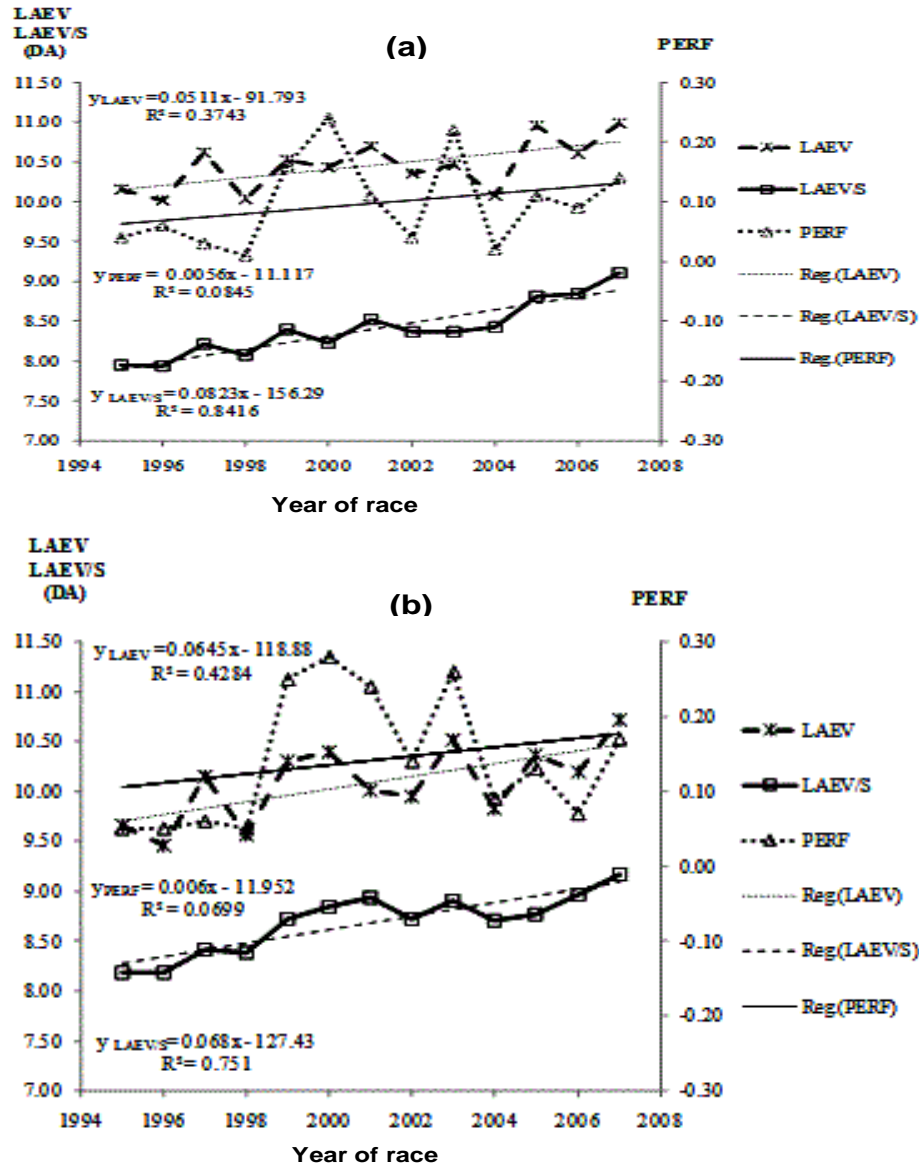 LAEV
LAEV/S
(DA)
(a)
PERF
11.50
11.00
10.50
10.00
9.50
9.00
8.50
8.00
7.50
7.00
0.30
0.20
0.10
0.00
-0.10
-0.20
-0.30
y LAEV =0.0511x - 91.793
R² = 0.3743
y PERF = 0.0056x - 11.117
R² = 0.0845
y LAEV/S =0.0823x - 156.29
R² = 0.8416
1994 1996 1998 2000 2002 2004 2006 2008
Year of race
LAEV
LAEV/S
PERF
Reg.(LAEV)
Reg.(LAEV/S)
Reg.(PERF)
LAEV
LAEV/S
(DA)
(b)
PERF
11.50
11.00
10.50
10.00
9.50
9.00
8.50
8.00
7.50
7.00
0.30
0.20
0.10
0.00
-0.10
-0.20
-0.30
y LAEV =0.0645x - 118.88
R² = 0.4284
y PERF = 0.006x - 11.952
R² = 0.0699
y LAEV/S =0.068x - 127.43
R² = 0.751
1994 1996 1998 2000 2002 2004 2006 2008
Year of race
LAEV
LAEV/S
PERF
Reg(LAEV)
Reg(LAEV/S)
Reg(PERF)